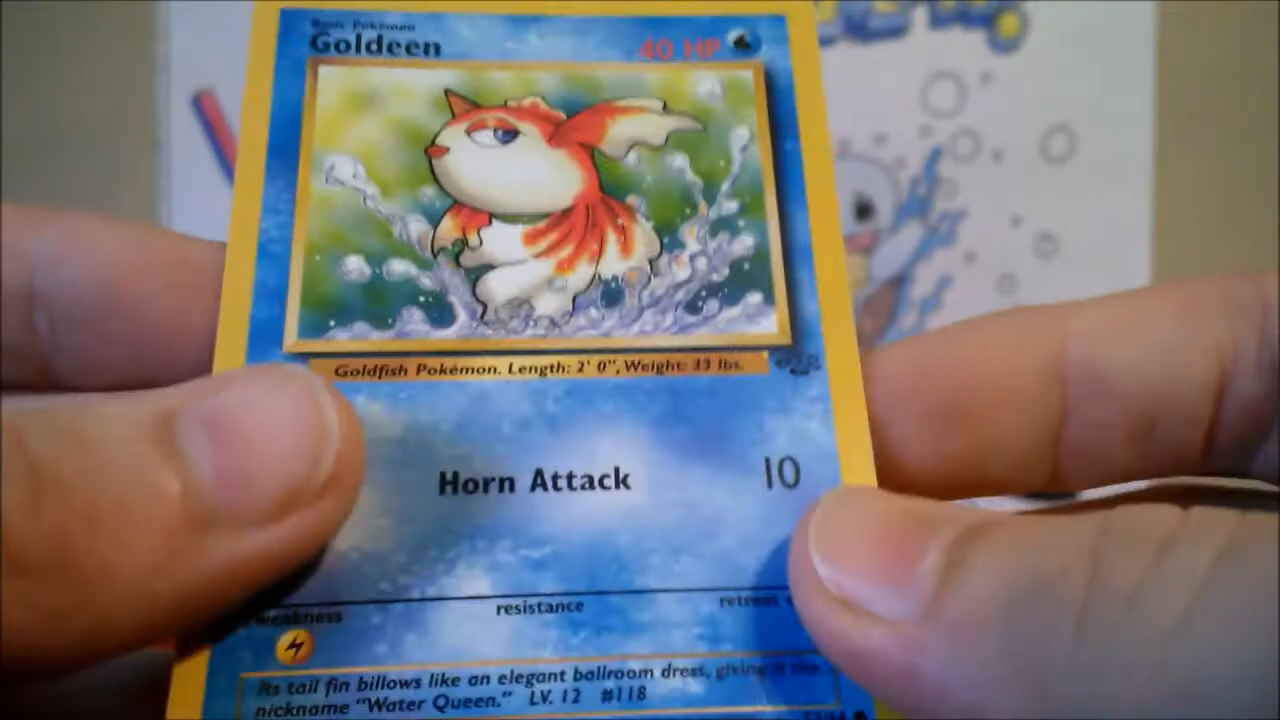 Basic Pokémon
Goldeen 40 HP
Goldfish Pokémon. Length: 2' 0", Weight: 33 lbs.
Horn Attack 10
weakness resistance retreat
Its tail fin billows like an elegant ballroom dress, giving it the
nickname "Water Queen." LV. 12 #118